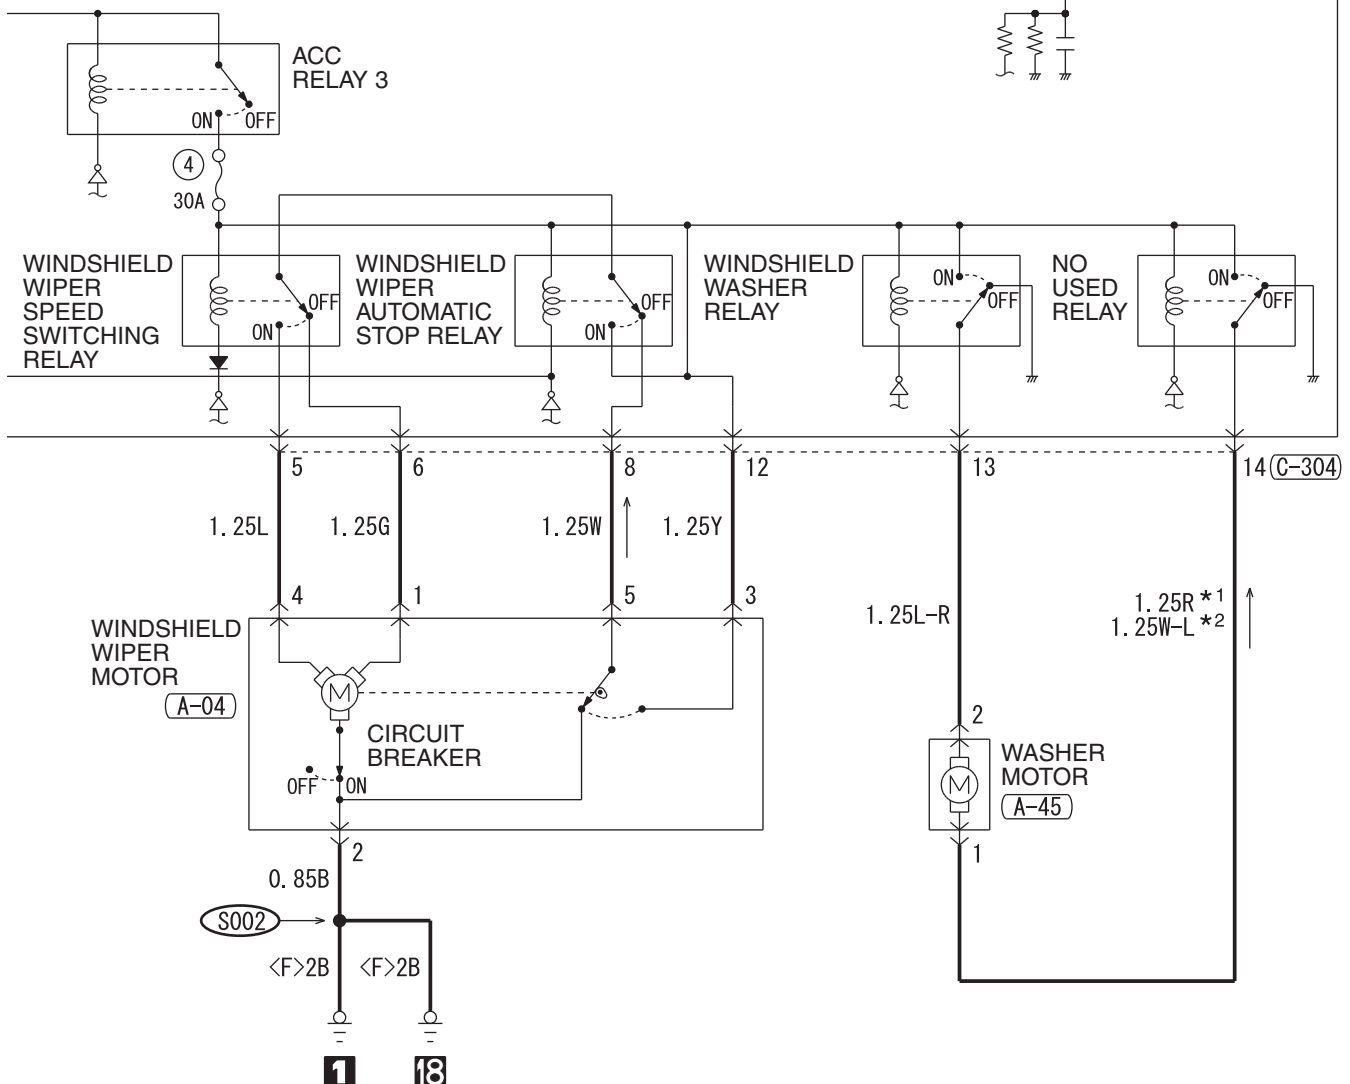 ACC
RELAY 3
ON
OFF
4
30A
WINDSHIELD
WIPER
SPEED
SWITCHING
RELAY
OFF
ON
WINDSHIELD
WIPER
AUTOMATIC
STOP RELAY
OFF
ON
WINDSHIELD
WASHER
RELAY
ON
OFF
NO
USED
RELAY
ON
OFF
5
6
8
12
13
14
C-304
1.25L
1.25G
1.25W
1.25Y
4
1
5
3
1.25L-R
1.25R *1
1.25W-L *2
WINDSHIELD
WIPER
MOTOR
A-04
M
CIRCUIT
BREAKER
OFF
ON
2
WASHER
MOTOR
A-45
M
1
2
0.85B
S002
<F>2B
<F>2B
1
18